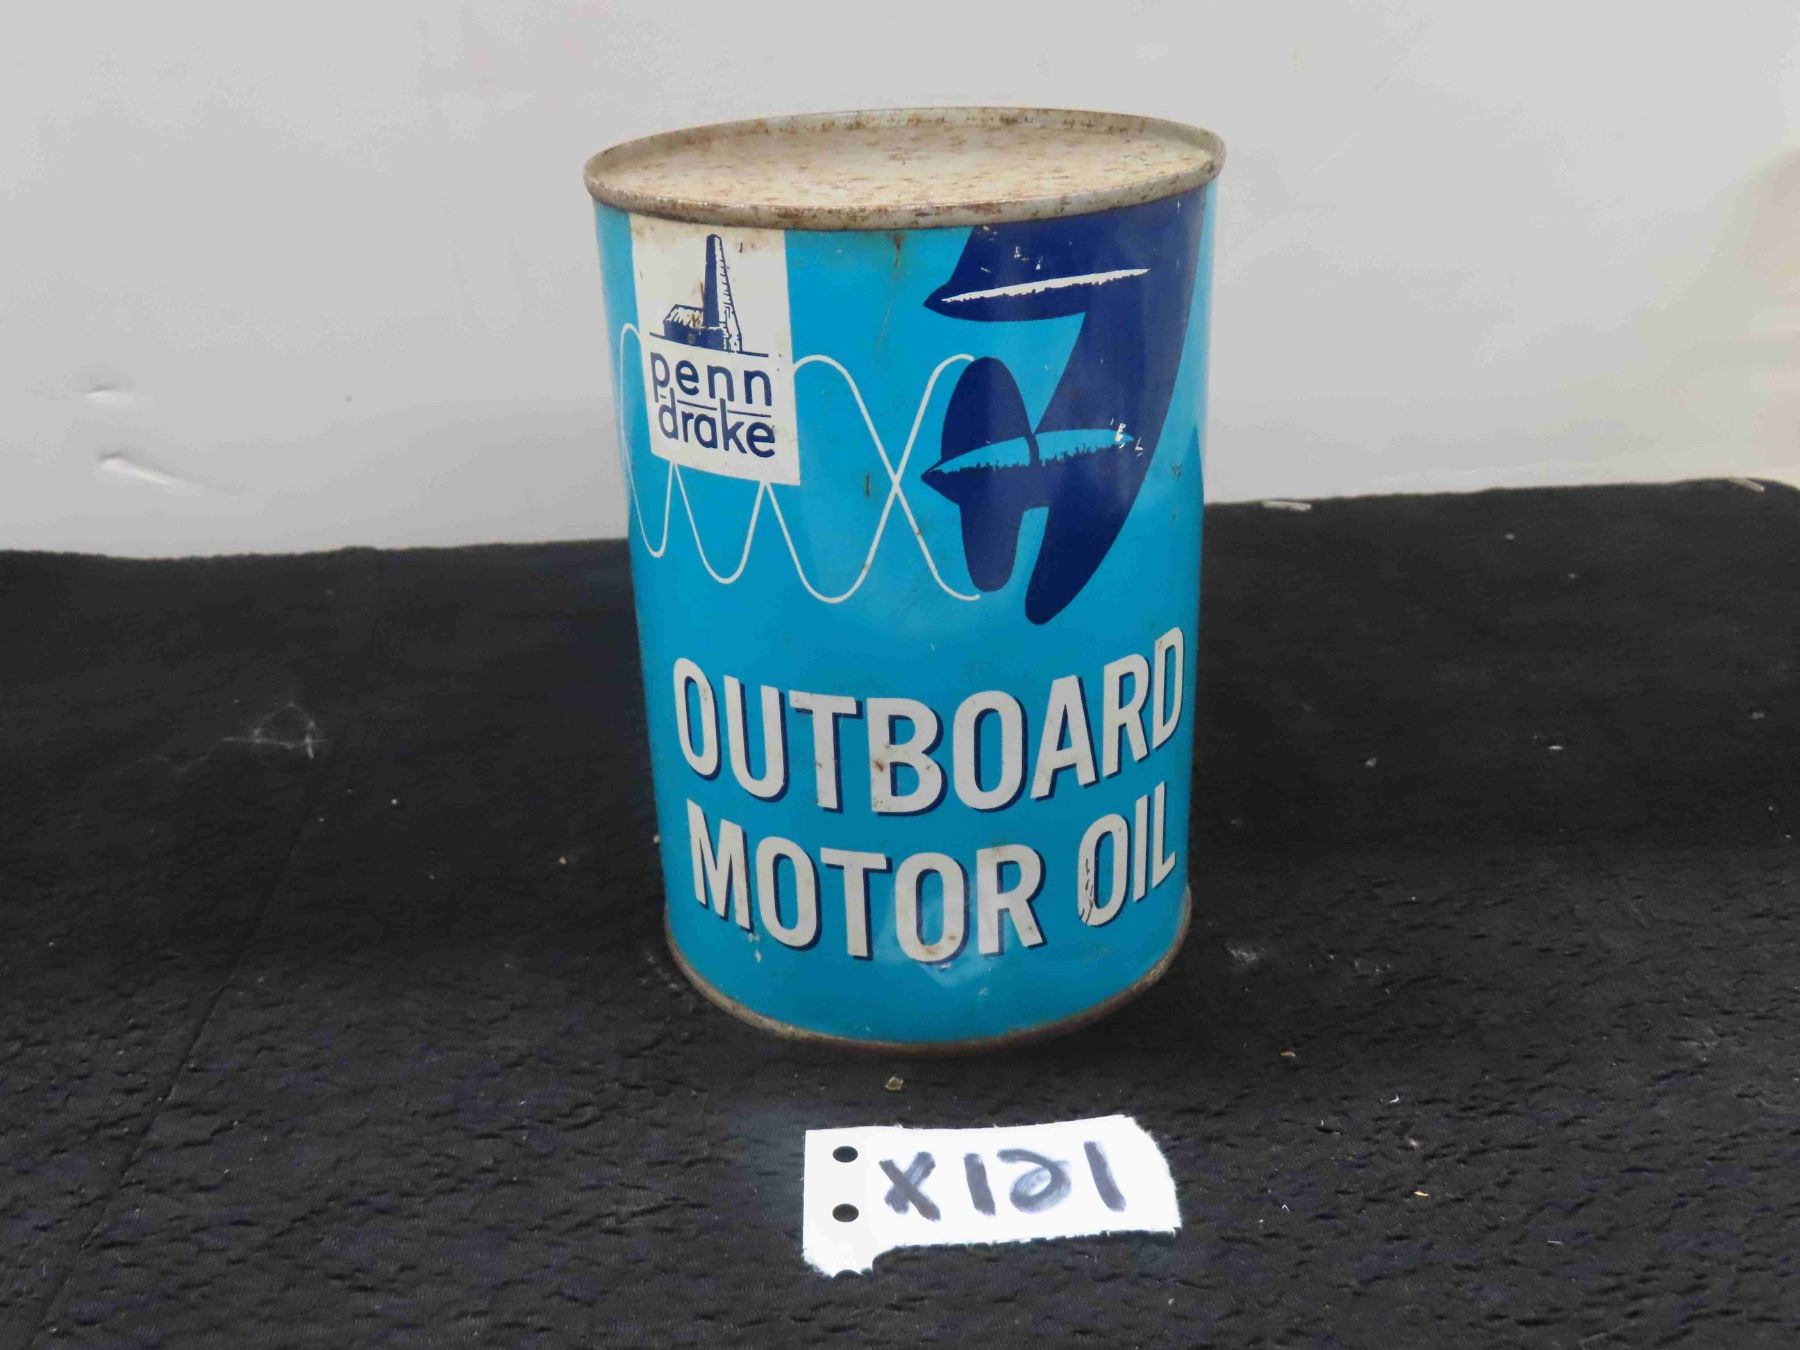 penn
drake
OUTBOARD
MOTOR OIL
X121